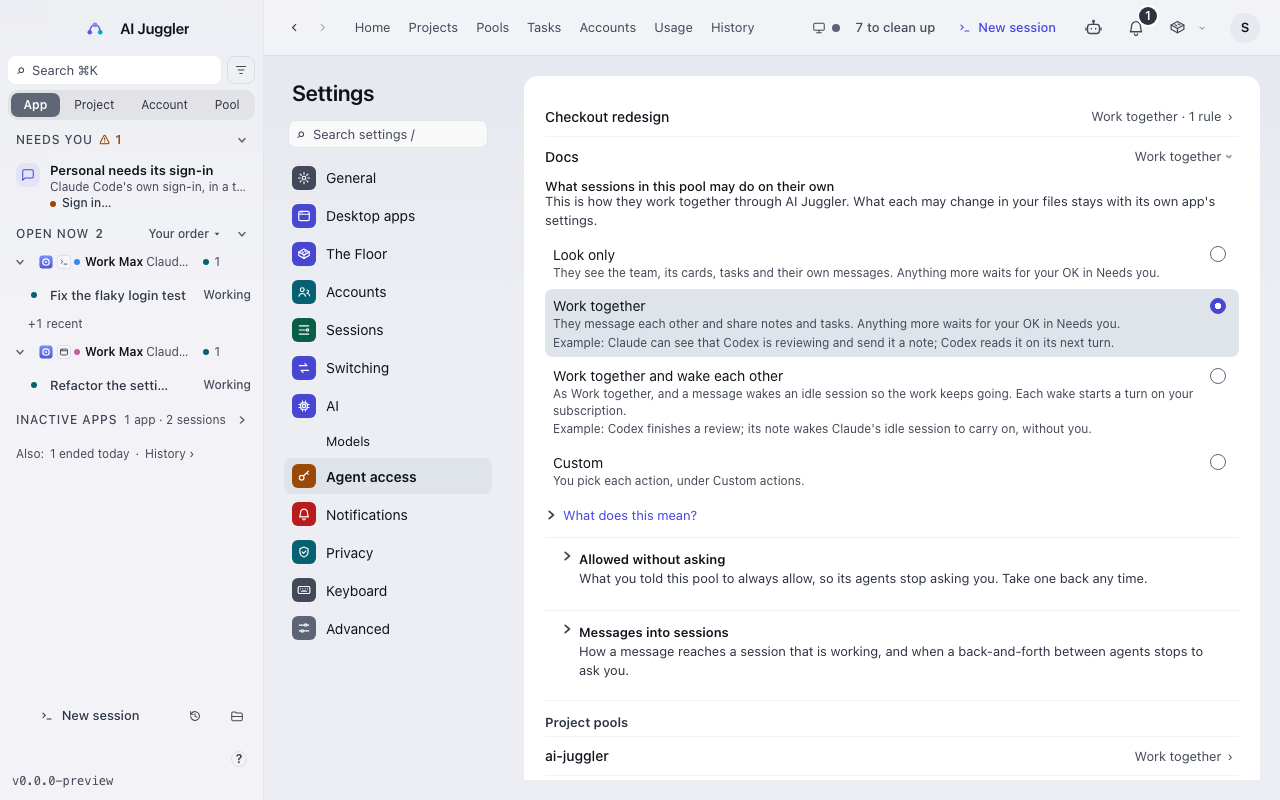 AI Juggler
Search ⌘K
App Project Account Pool
NEEDS YOU 1
Personal needs its sign-in
Claude Code's own sign-in, in a t…
Sign in…
OPEN NOW 2 Your order
Work Max Claud… 1
Fix the flaky login test Working
+1 recent
Work Max Claud… 1
Refactor the setti… Working
INACTIVE APPS 1 app · 2 sessions
Also: 1 ended today · History ›
New session
?
v0.0.0-preview
Home Projects Pools Tasks Accounts Usage History
7 to clean up
New session
1
S
Settings
Search settings /
General
Desktop apps
The Floor
Accounts
Sessions
Switching
AI
Models
Agent access
Notifications
Privacy
Keyboard
Advanced
Checkout redesign Work together · 1 rule ›
Docs Work together
What sessions in this pool may do on their own
This is how they work together through AI Juggler. What each may change in your files stays with its own app's
settings.
Look only
They see the team, its cards, tasks and their own messages. Anything more waits for your OK in Needs you.
Work together
They message each other and share notes and tasks. Anything more waits for your OK in Needs you.
Example: Claude can see that Codex is reviewing and send it a note; Codex reads it on its next turn.
Work together and wake each other
As Work together, and a message wakes an idle session so the work keeps going. Each wake starts a turn on your
subscription.
Example: Codex finishes a review; its note wakes Claude's idle session to carry on, without you.
Custom
You pick each action, under Custom actions.
What does this mean?
Allowed without asking
What you told this pool to always allow, so its agents stop asking you. Take one back any time.
Messages into sessions
How a message reaches a session that is working, and when a back-and-forth between agents stops to
ask you.
Project pools
ai-juggler Work together ›